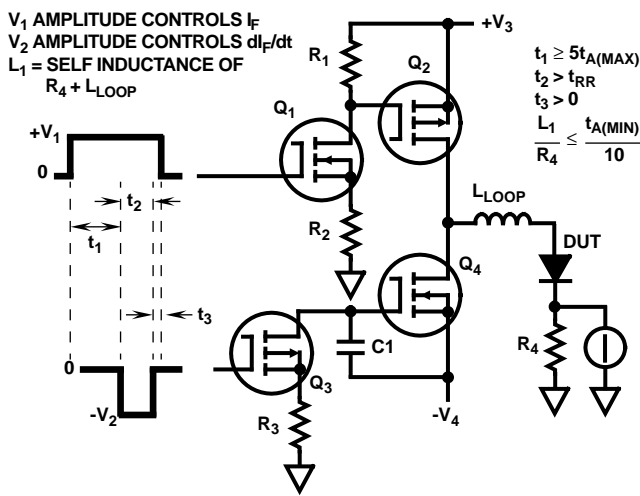 V1 AMPLITUDE CONTROLS IF
V2 AMPLITUDE CONTROLS dIF/dt
L1 = SELF INDUCTANCE OF
R4 + LLOOP
+V3
R1
Q2
t1 ≥ 5tA(MAX)
t2 > tRR
t3 > 0
L1/R4 ≤ tA(MIN)/10
Q1
+V1
0
t2
t1
R2
LLOOP
DUT
Q4
t3
0
C1
R4
Q3
-V2
R3
-V4